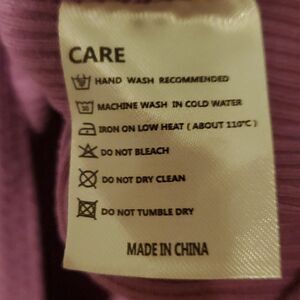 CARE
HAND WASH RECOMMENDED
MACHINE WASH IN COLD WATER
IRON ON LOW HEAT ( ABOUT 110℃ )
DO NOT BLEACH
DO NOT DRY CLEAN
DO NOT TUMBLE DRY
MADE IN CHINA